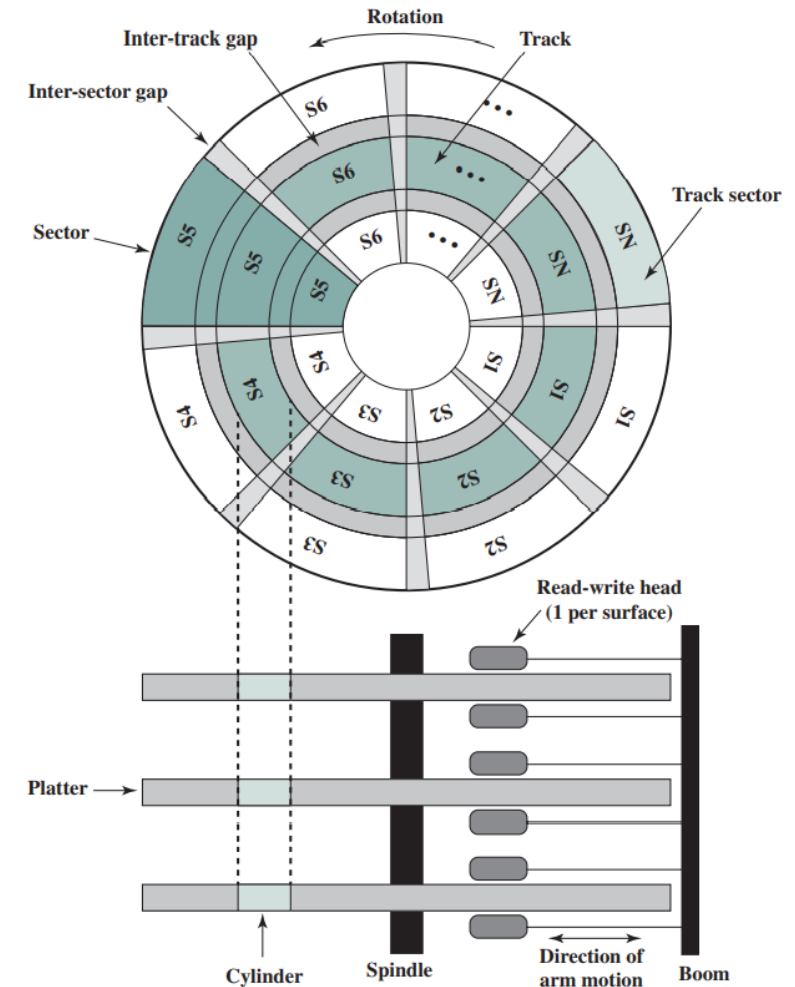 Rotation
Inter-track gap
Track
Inter-sector gap
S6
• • •
S6
• • •
Track sector
Sector
S5
S5
S5
S6
• • •
SN
SN
SN
S4
S4
S4
S3
S3
S3
S2
S2
S2
S1
S1
S1
Read-write head
(1 per surface)
Platter
Cylinder
Spindle
Direction of
arm motion
Boom